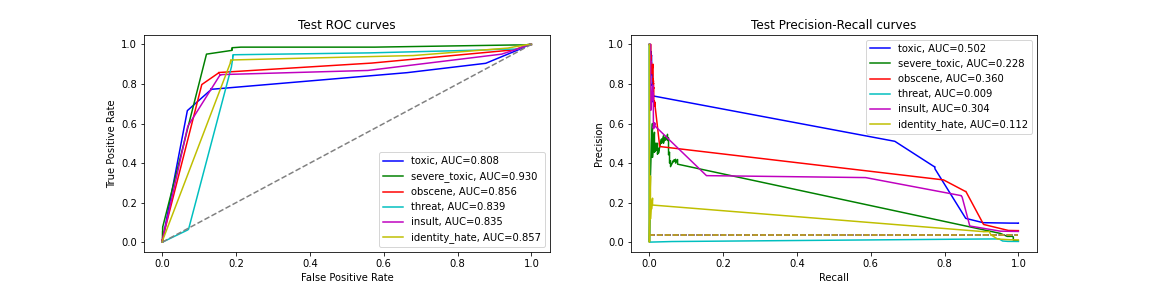 Test ROC curves
True Positive Rate
1.0
0.8
0.6
0.4
0.2
0.0
toxic, AUC=0.808
severe_toxic, AUC=0.930
obscene, AUC=0.856
threat, AUC=0.839
insult, AUC=0.835
identity_hate, AUC=0.857
0.0 0.2 0.4 0.6 0.8 1.0
False Positive Rate
Test Precision-Recall curves
Precision
1.0
0.8
0.6
0.4
0.2
0.0
toxic, AUC=0.502
severe_toxic, AUC=0.228
obscene, AUC=0.360
threat, AUC=0.009
insult, AUC=0.304
identity_hate, AUC=0.112
0.0 0.2 0.4 0.6 0.8 1.0
Recall